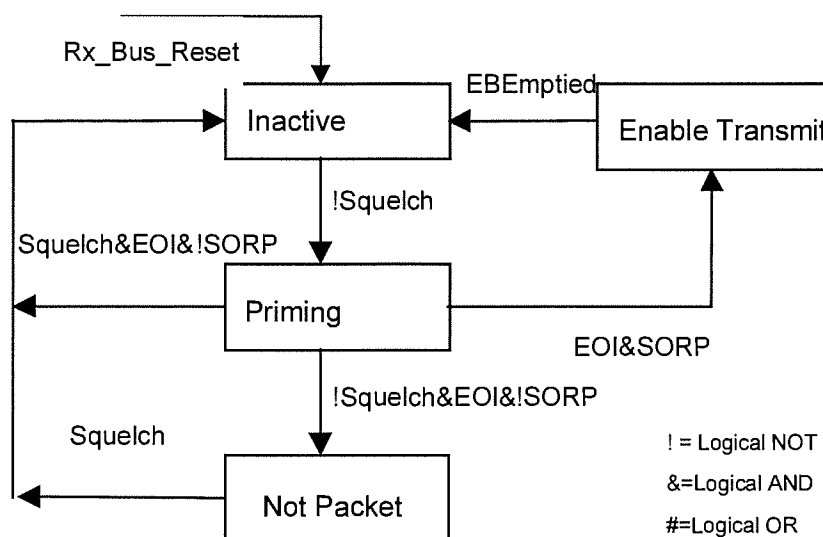 Rx_Bus_Reset
EBEmptied
Inactive
Enable Transmit
!Squelch
Squelch&EOI&!SORP
Priming
EOI&SORP
!Squelch&EOI&!SORP
Squelch
! = Logical NOT
&=Logical AND
Not Packet
#=Logical OR